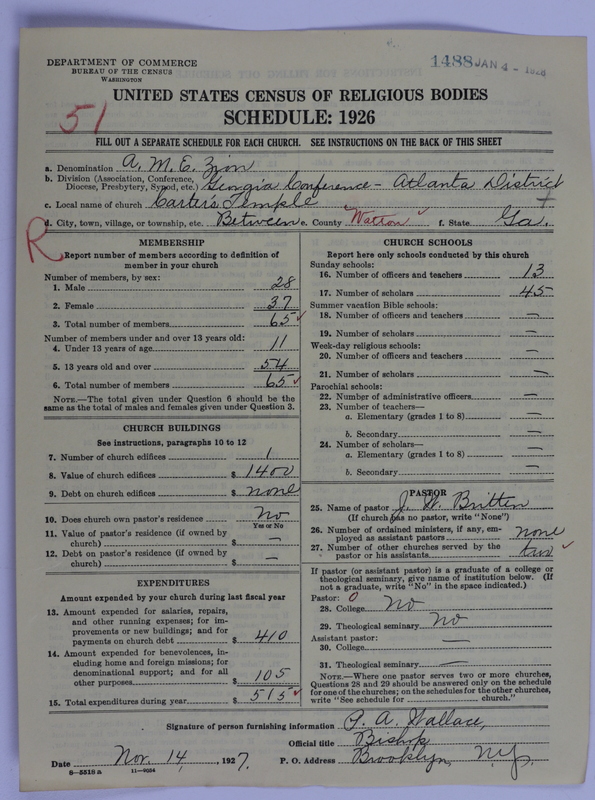 DEPARTMENT OF COMMERCE
BUREAU OF THE CENSUS
WASHINGTON
1488 JAN 4 - 1928
UNITED STATES CENSUS OF RELIGIOUS BODIES
SCHEDULE: 1926
51
FILL OUT A SEPARATE SCHEDULE FOR EACH CHURCH. SEE INSTRUCTIONS ON THE BACK OF THIS SHEET
a. Denomination A. M. E. Zion
b. Division (Association, Conference, Diocese, Presbytery, Synod, etc.) Georgia Conference - Atlanta District
c. Local name of church Carter's Temple
d. City, town, village, or township, etc. Between e. County Walton f. State Ga.
R
MEMBERSHIP
Report number of members according to definition of
member in your church
Number of members, by sex:
1. Male 28
2. Female 37
3. Total number of members 65
Number of members under and over 13 years old:
4. Under 13 years of age 11
5. 13 years old and over 54
6. Total number of members 65
NOTE.—The total given under Question 6 should be the
same as the total of males and females given under Question 3.
CHURCH BUILDINGS
See instructions, paragraphs 10 to 12
7. Number of church edifices 1
8. Value of church edifices $ 1400
9. Debt on church edifices $ none
10. Does church own pastor's residence No
Yes or No
11. Value of pastor's residence (if owned by
church) $ —
12. Debt on pastor's residence (if owned by
church) $ —
EXPENDITURES
Amount expended by your church during last fiscal year
13. Amount expended for salaries, repairs,
and other running expenses; for im-
provements or new buildings; and for
payments on church debt $ 410
14. Amount expended for benevolences, in-
cluding home and foreign missions; for
denominational support; and for all
other purposes $ 105
15. Total expenditures during year $ 515
CHURCH SCHOOLS
Report here only schools conducted by this church
Sunday schools:
16. Number of officers and teachers 13
17. Number of scholars 45
Summer vacation Bible schools:
18. Number of officers and teachers —
19. Number of scholars —
Week-day religious schools:
20. Number of officers and teachers —
21. Number of scholars —
Parochial schools:
22. Number of administrative officers —
23. Number of teachers—
a. Elementary (grades 1 to 8) —
b. Secondary —
24. Number of scholars—
a. Elementary (grades 1 to 8) —
b. Secondary —
PASTOR
25. Name of pastor J. W. Britten
(If church has no pastor, write "None")
26. Number of ordained ministers, if any, em-
ployed as assistant pastors none
27. Number of other churches served by the
pastor or his assistants two
If pastor (or assistant pastor) is a graduate of a college or
theological seminary, give name of institution below. (If
not a graduate, write "No" in the space indicated.)
Pastor: 0
28. College No
29. Theological seminary No
Assistant pastor:
30. College —
31. Theological seminary —
NOTE.—Where one pastor serves two or more churches,
Questions 28 and 29 should be answered only on the schedule
for one of the churches; on the schedules for the other churches,
write "See schedule for ______ church."
Signature of person furnishing information P. A. Wallace,
Official title Bishop
Date Nov. 14, 1927. P. O. Address Brooklyn, N.Y.
8—5518 a 11—9034